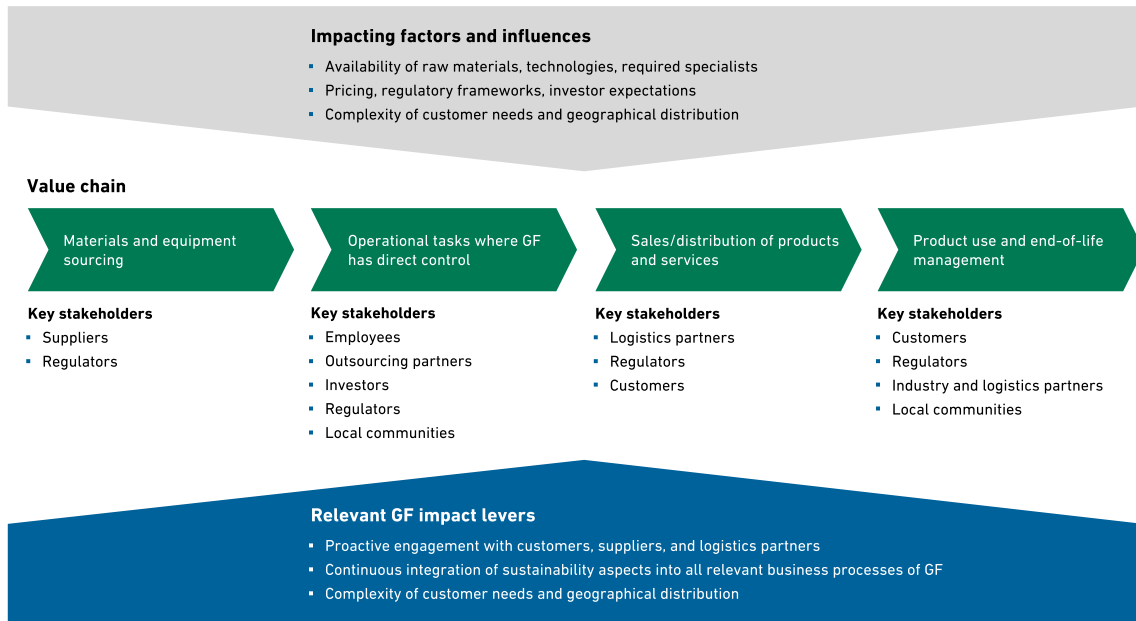 Impacting factors and influences
▪ Availability of raw materials, technologies, required specialists
▪ Pricing, regulatory frameworks, investor expectations
▪ Complexity of customer needs and geographical distribution
Value chain
Materials and equipment
sourcing
Key stakeholders
▪ Suppliers
▪ Regulators
Operational tasks where GF
has direct control
Key stakeholders
▪ Employees
▪ Outsourcing partners
▪ Investors
▪ Regulators
▪ Local communities
Sales/distribution of products
and services
Key stakeholders
▪ Logistics partners
▪ Regulators
▪ Customers
Product use and end-of-life
management
Key stakeholders
▪ Customers
▪ Regulators
▪ Industry and logistics partners
▪ Local communities
Relevant GF impact levers
▪ Proactive engagement with customers, suppliers, and logistics partners
▪ Continuous integration of sustainability aspects into all relevant business processes of GF
▪ Complexity of customer needs and geographical distribution